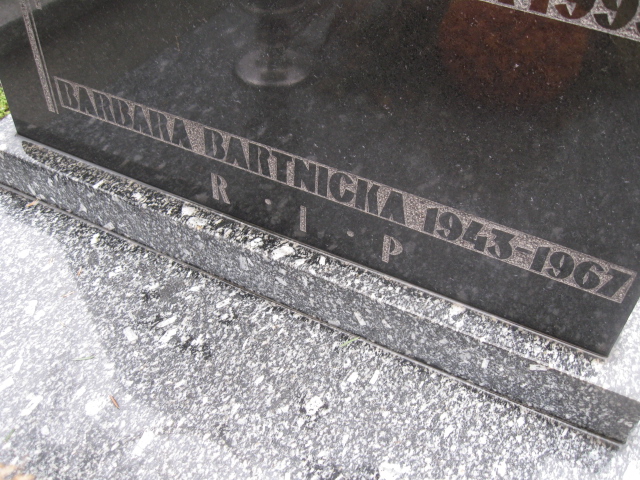 BARBARA BARTNICKA 1943-1967
R · I · P